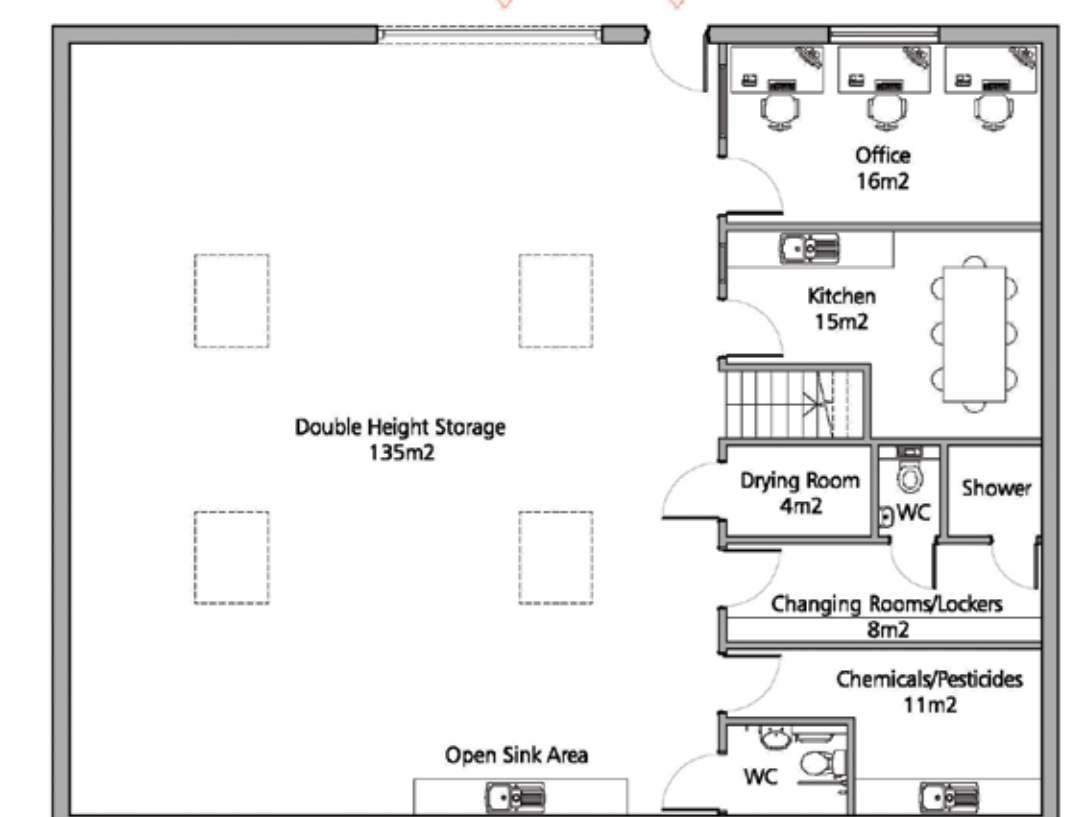 Office
16m2
Kitchen
15m2
Double Height Storage
135m2
Drying Room
4m2
WC
Shower
Changing Rooms/Lockers
8m2
Chemicals/Pesticides
11m2
Open Sink Area
WC